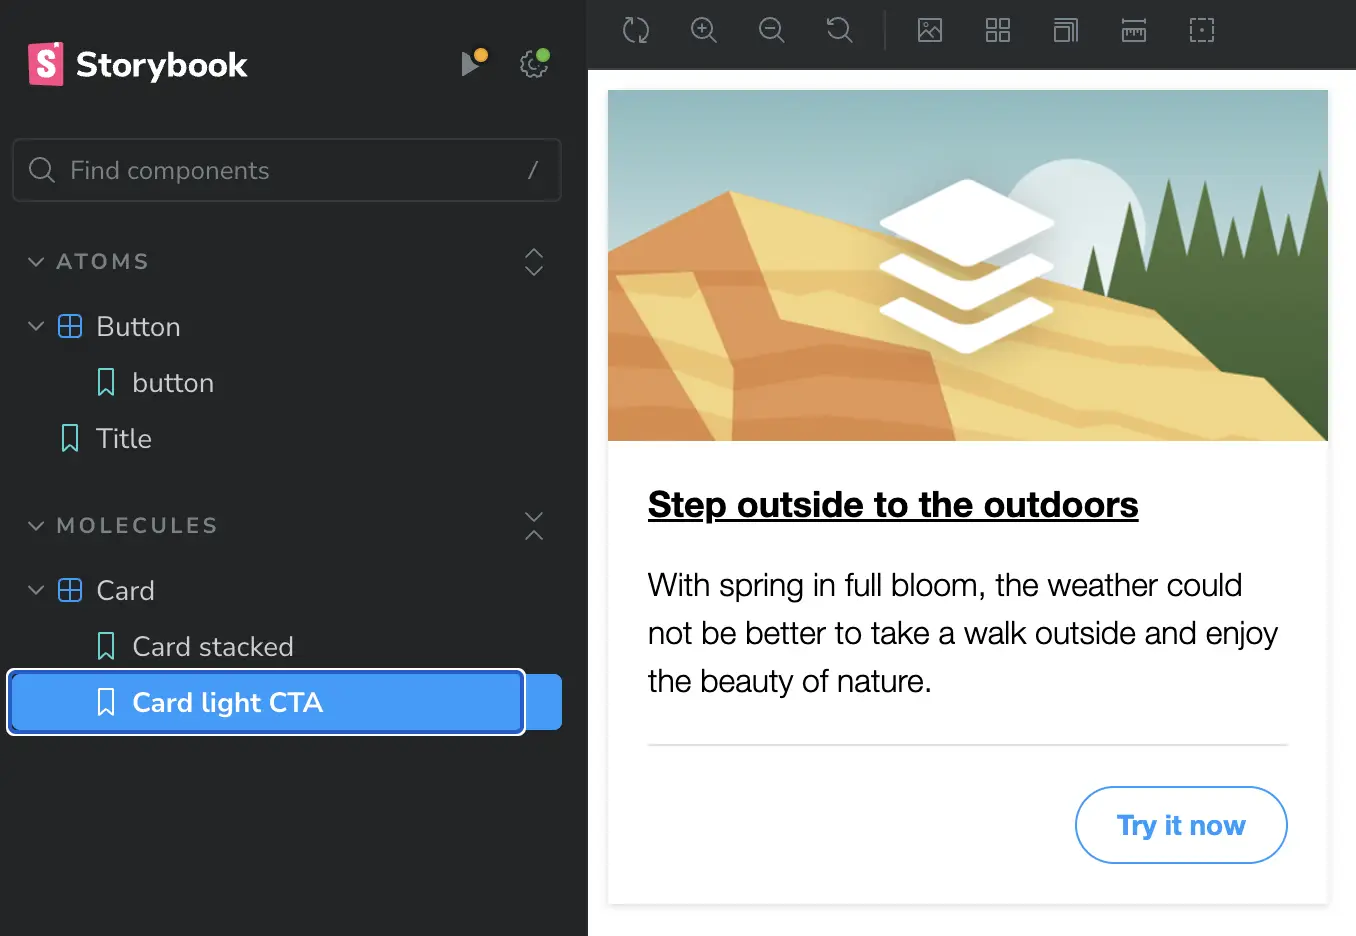 Storybook
Find components /
ATOMS
Button
button
Title
MOLECULES
Card
Card stacked
Card light CTA
Step outside to the outdoors
With spring in full bloom, the weather could
not be better to take a walk outside and enjoy
the beauty of nature.
Try it now